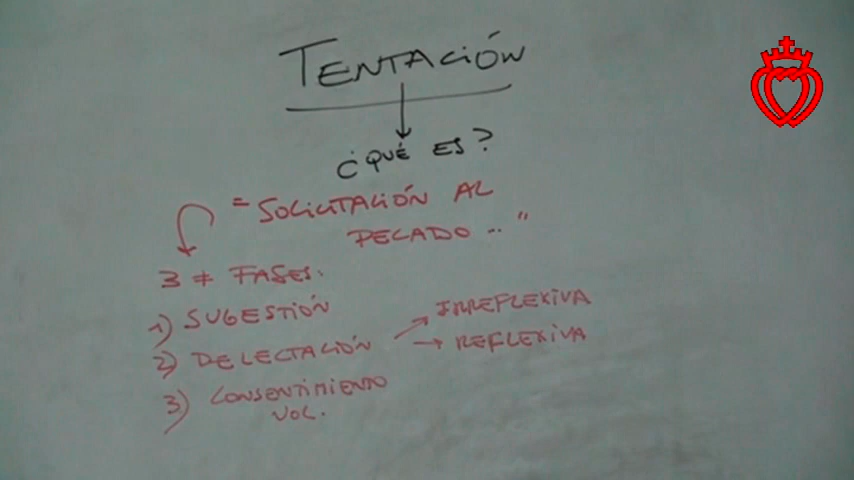 TENTACIÓN
¿QUÉ ES?
= SOLICITACIÓN AL
PECADO .. "
3 ≠ FASES.
1) SUGESTIÓN
2) DELECTACIÓN → IRREFLEXIVA
→ REFLEXIVA
3) CONSENTIMIENTO
VOL.